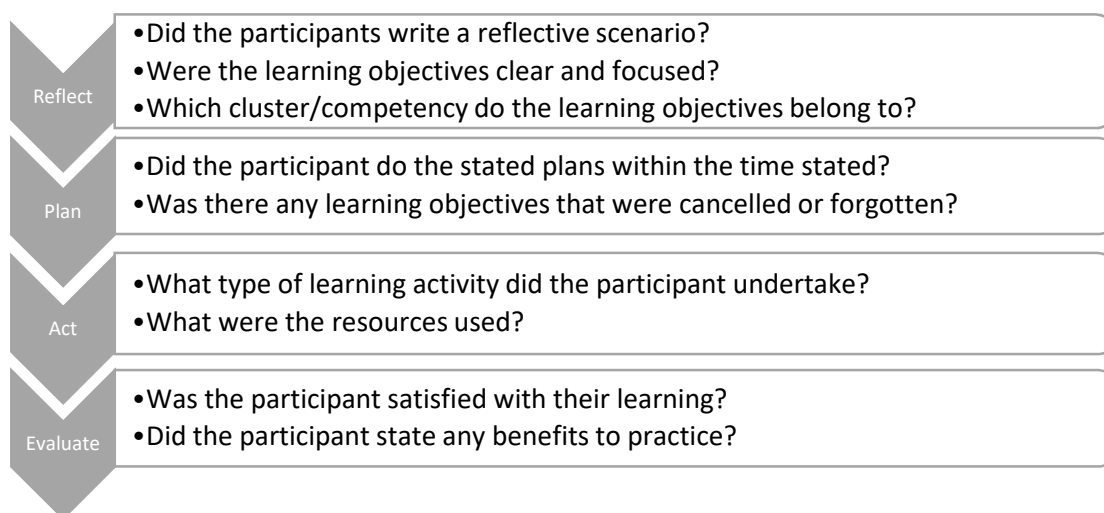 Reflect
•Did the participants write a reflective scenario?
•Were the learning objectives clear and focused?
•Which cluster/competency do the learning objectives belong to?
Plan
•Did the participant do the stated plans within the time stated?
•Was there any learning objectives that were cancelled or forgotten?
Act
•What type of learning activity did the participant undertake?
•What were the resources used?
Evaluate
•Was the participant satisfied with their learning?
•Did the participant state any benefits to practice?